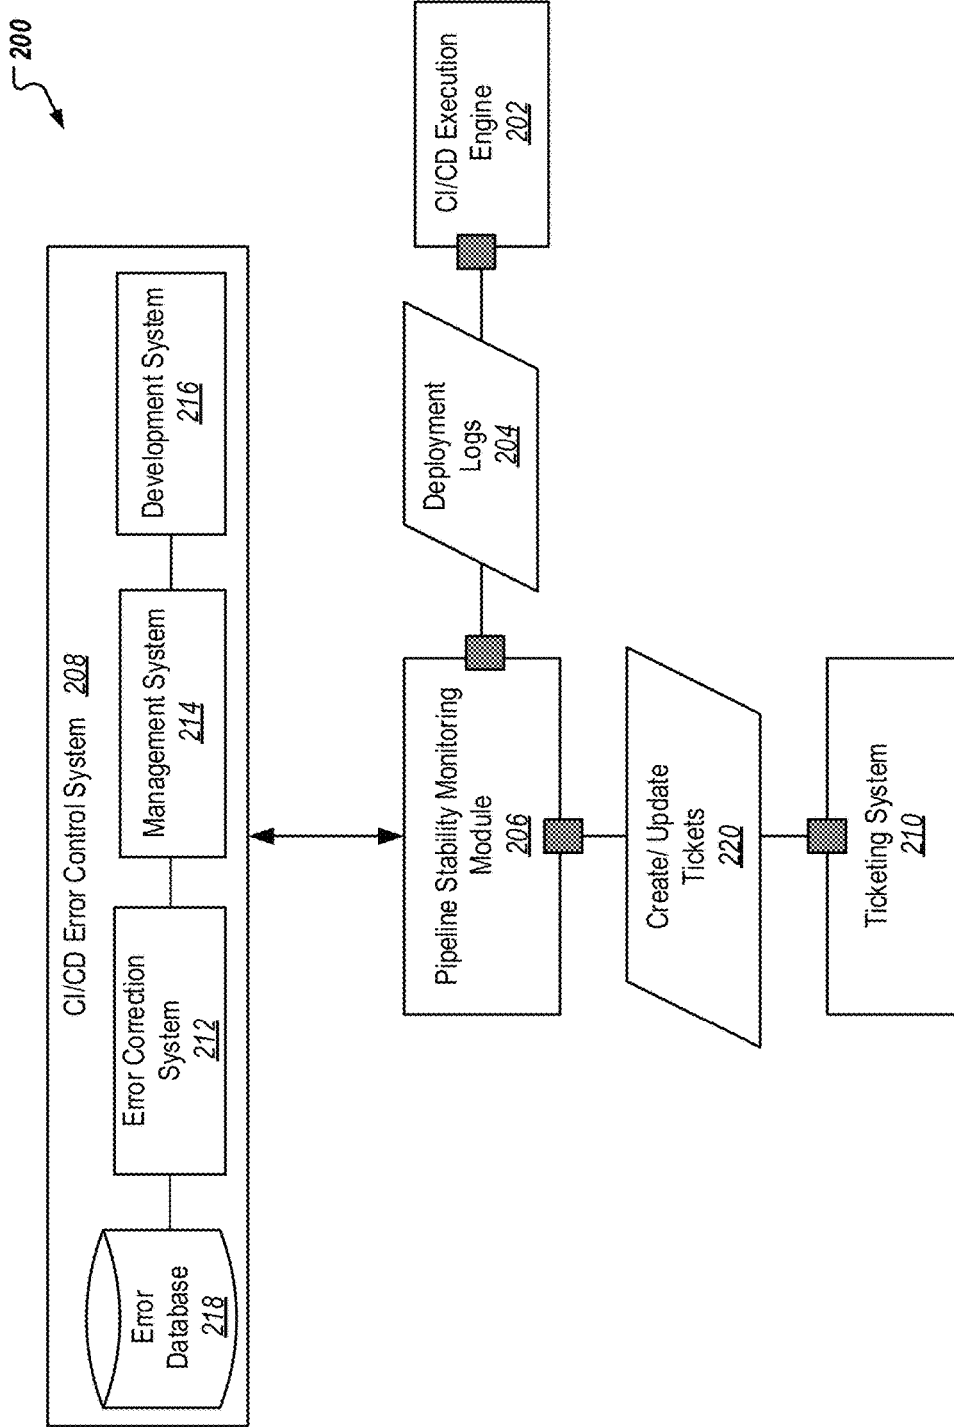 200
CI/CD Error Control System 208
Error
Database
218
Error Correction
System
212
Management System
214
Development System
216
Pipeline Stability Monitoring
Module
206
Deployment
Logs
204
CI/CD Execution
Engine
202
Create/ Update
Tickets
220
Ticketing System
210